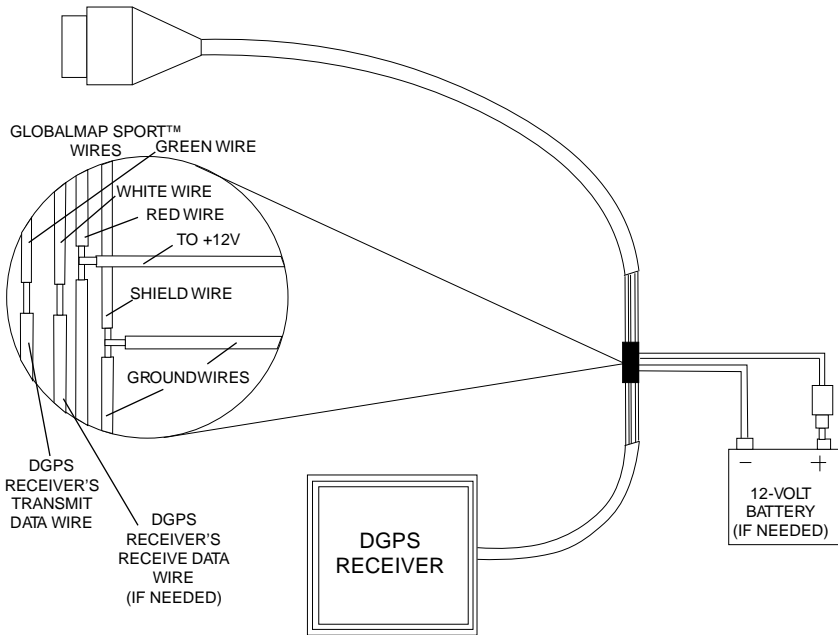 GLOBALMAP SPORT™
WIRES
GREEN WIRE
WHITE WIRE
RED WIRE
TO +12V
SHIELD WIRE
GROUNDWIRES
DGPS
RECEIVER'S
TRANSMIT
DATA WIRE
DGPS
RECEIVER'S
RECEIVE DATA
WIRE
(IF NEEDED)
DGPS
RECEIVER
− +
12-VOLT
BATTERY
(IF NEEDED)